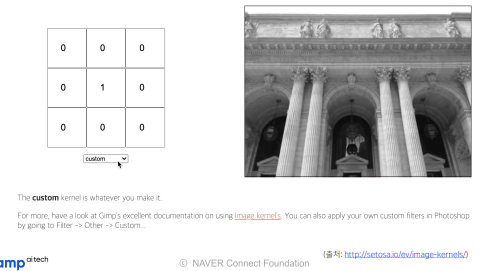 0 0 0
0 1 0
0 0 0
custom
The custom kernel is whatever you make it.
For more, have a look at Gimp's excellent documentation on using Image kernel's. You can also apply your own custom filters in Photoshop
by going to Filter -> Other -> Custom...
(출처: http://setosa.io/ev/image-kernels/)
amp ai tech
© NAVER Connect Foundation